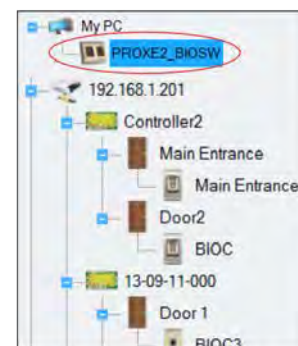 My PC
PROXE2_BIOSW
192.168.1.201
Controller2
Main Entrance
Main Entrance
Door2
BIOC
13-09-11-000
Door 1
BIOC3